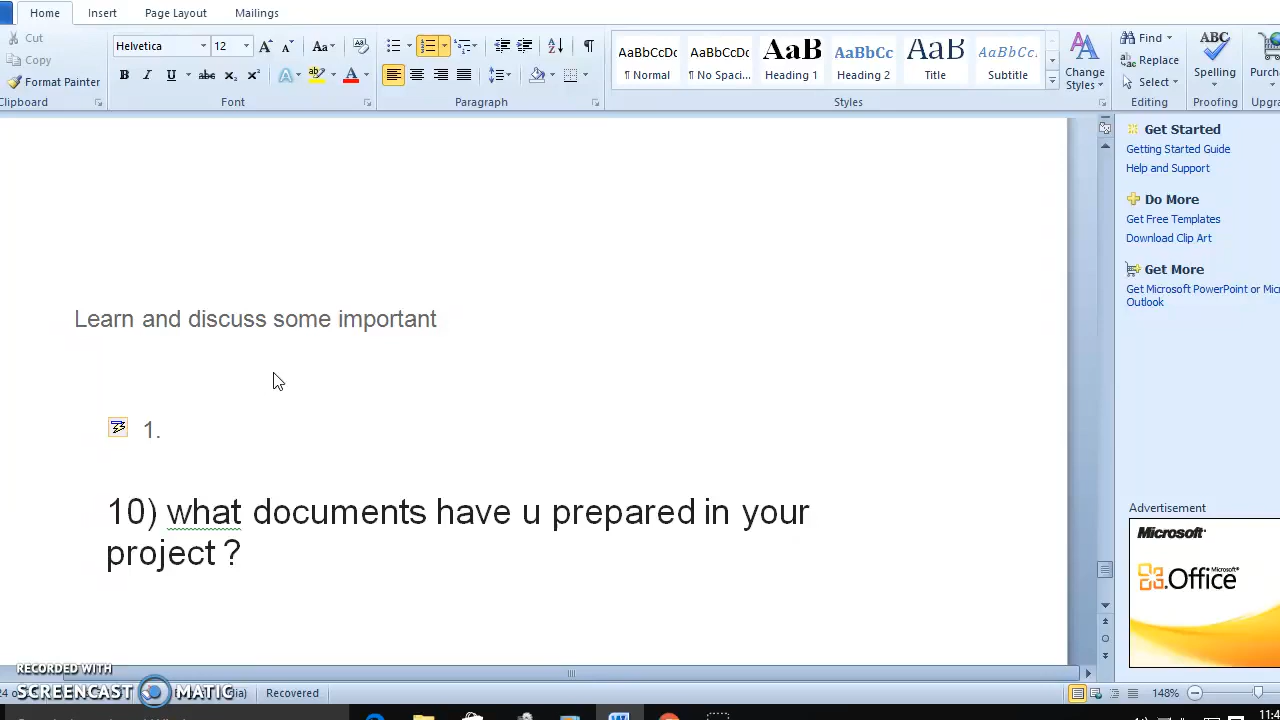 Home Insert Page Layout Mailings
Cut
Copy
Format Painter
Clipboard
Helvetica 12
Font
Paragraph
AaBbCcDc AaBbCcDc AaB AaBbCc AaB AaBbCc.
¶ Normal ¶ No Spaci... Heading 1 Heading 2 Title Subtitle
Styles
Change
Styles
Find
Replace
Select
Editing
ABC
Spelling
Proofing
Get Started
Getting Started Guide
Help and Support
Do More
Get Free Templates
Download Clip Art
Get More
Get Microsoft PowerPoint or
Outlook
Learn and discuss some important
1.
10) what documents have u prepared in your
project ?
Advertisement
Microsoft
Office
RECORDED WITH
SCREENCAST MATIC
Recovered
148%